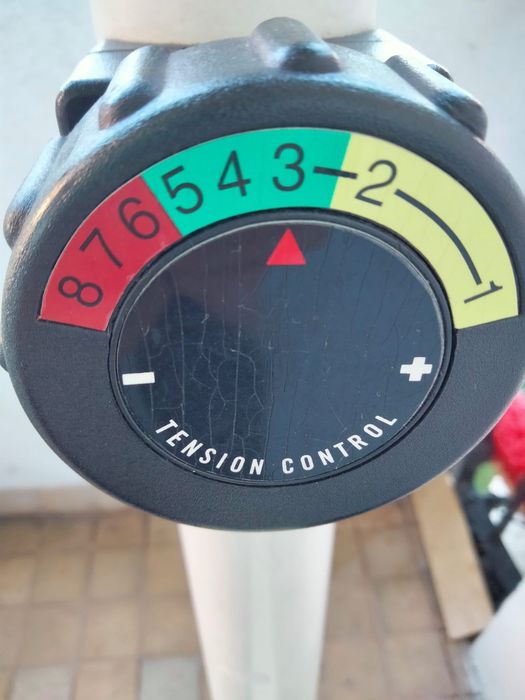 8 7 6 5 4 3 - 2 - 1
- +
TENSION CONTROL